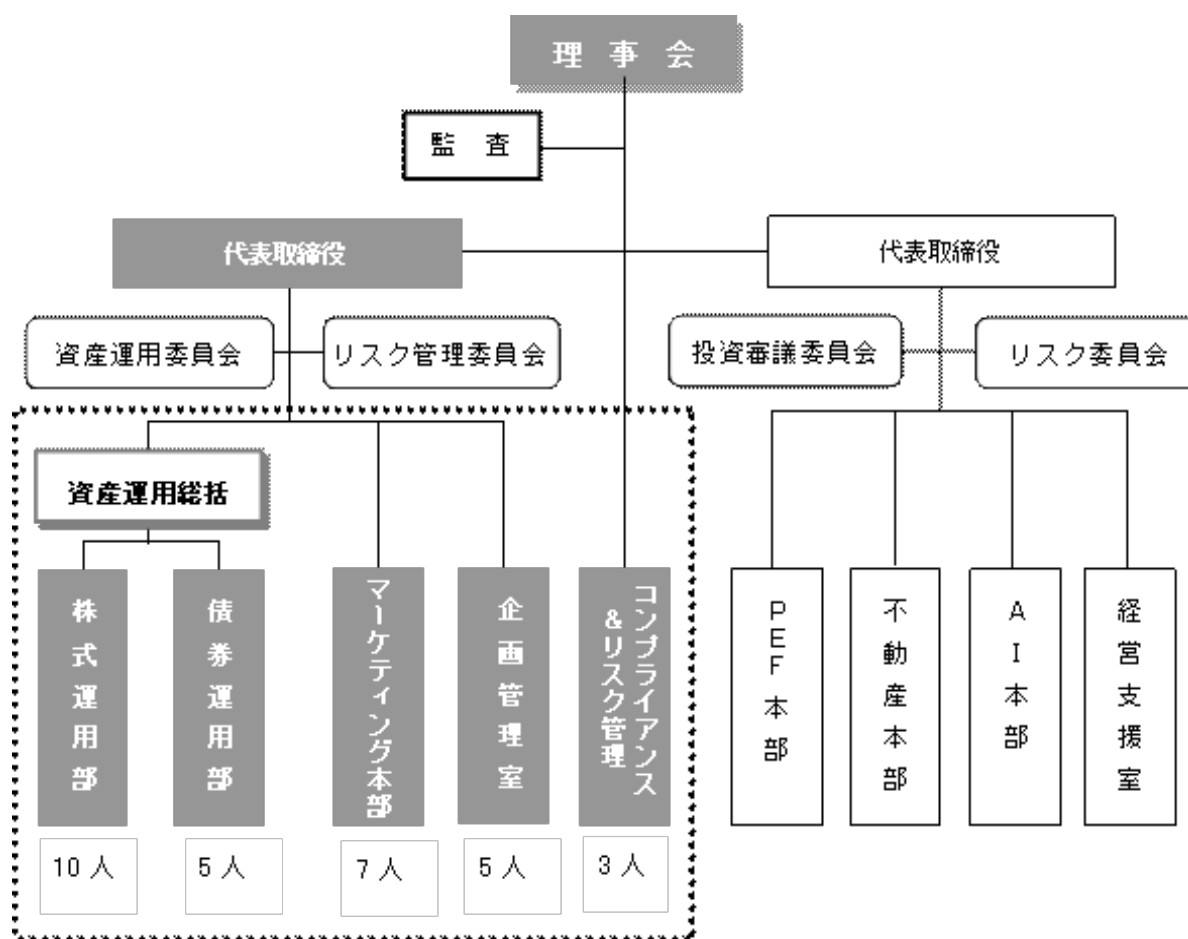 理事会
監査
代表取締役
代表取締役
資産運用委員会
リスク管理委員会
投資審議委員会
リスク委員会
資産運用総括
株式運用部
債券運用部
マーケティング本部
企画管理室
コンプライアンス
&リスク管理
PEF本部
不動産本部
AI本部
経営支援室
10人
5人
7人
5人
3人